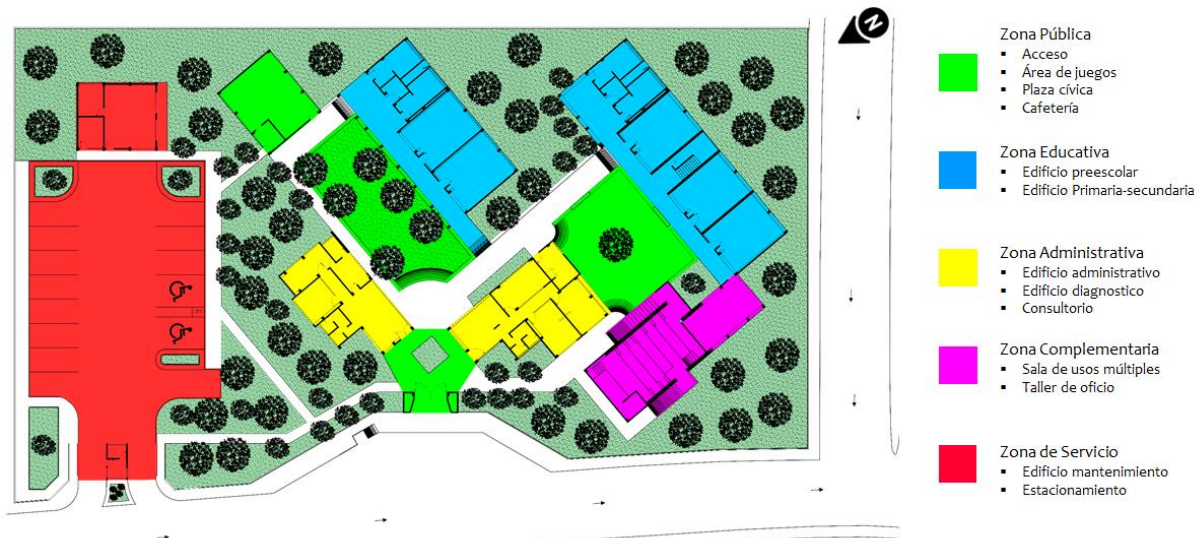 N
Zona Pública
▪ Acceso
▪ Área de juegos
▪ Plaza cívica
▪ Cafetería
Zona Educativa
▪ Edificio preescolar
▪ Edificio Primaria-secundaria
Zona Administrativa
▪ Edificio administrativo
▪ Edificio diagnostico
▪ Consultorio
Zona Complementaria
▪ Sala de usos múltiples
▪ Taller de oficio
Zona de Servicio
▪ Edificio mantenimiento
▪ Estacionamiento